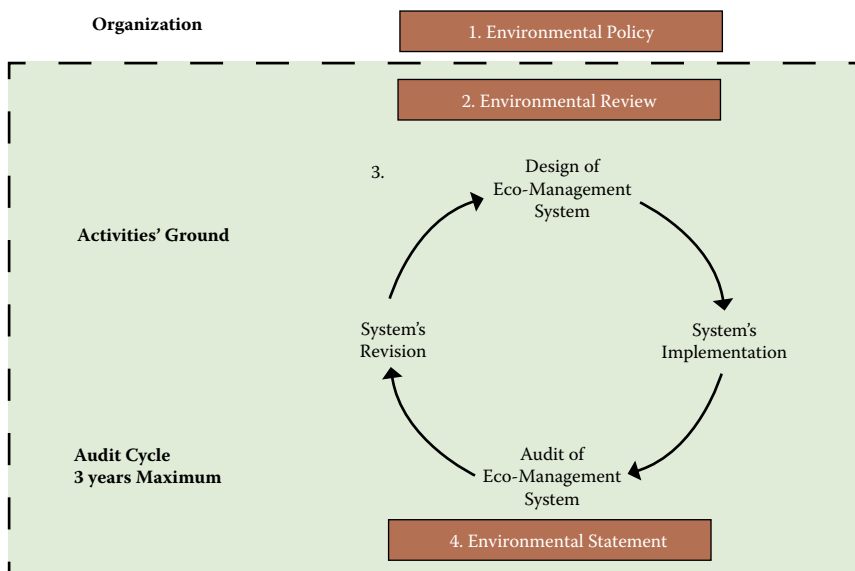 Organization
1. Environmental Policy
2. Environmental Review
3.
Design of
Eco-Management
System
Activities’ Ground
System’s
Revision
System’s
Implementation
Audit Cycle
3 years Maximum
Audit of
Eco-Management
System
4. Environmental Statement